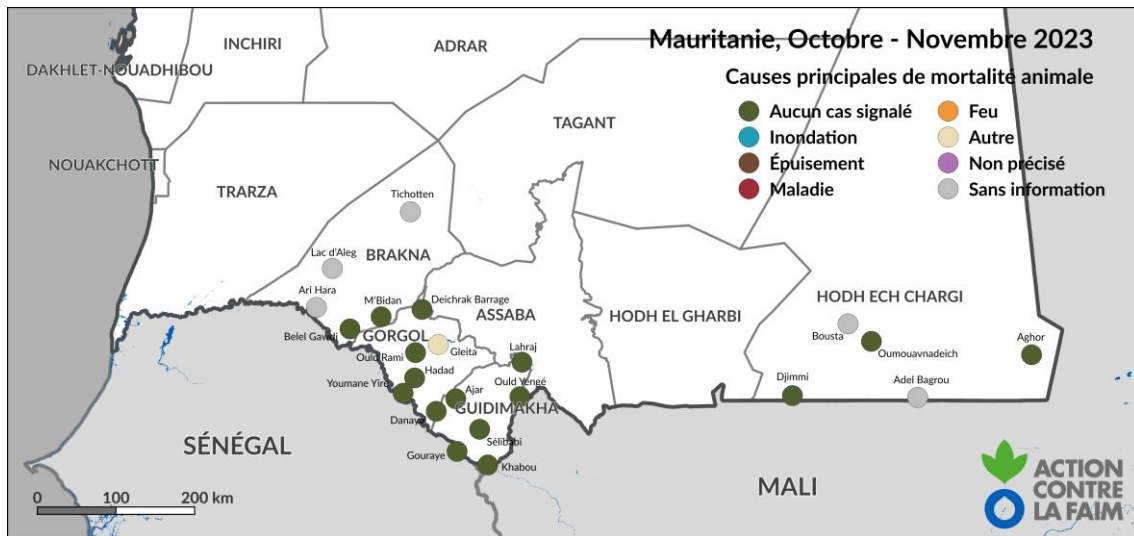 Mauritanie, Octobre - Novembre 2023
Causes principales de mortalité animale
Aucun cas signalé
Inondation
Épuisement
Maladie
Feu
Autre
Non précisé
Sans information
INCHIRI
ADRAR
DAKHLET-NOUADHIBOU
TAGANT
NOUAKCHOTT
TRARZA
Tichotten
Lac d'Aleg
BRAKNA
Ari Hara
M'Bidan
Deichrak Barrage
ASSABA
HODH EL GHARBI
HODH ECH CHARGI
Belel Gawdi
GORGOL
Gleita
Ould Rami
Lahraj
Bousta
Oumouavnadeich
Aghor
Hadad
Youmane Yiré
Ajar
Ould Yengé
Djimmi
Adel Bagrou
GUIDIMAKHA
Danaya
Sélibabi
Gouraye
Khabou
SÉNÉGAL
MALI
0 100 200 km
ACTION
CONTRE
LA FAIM